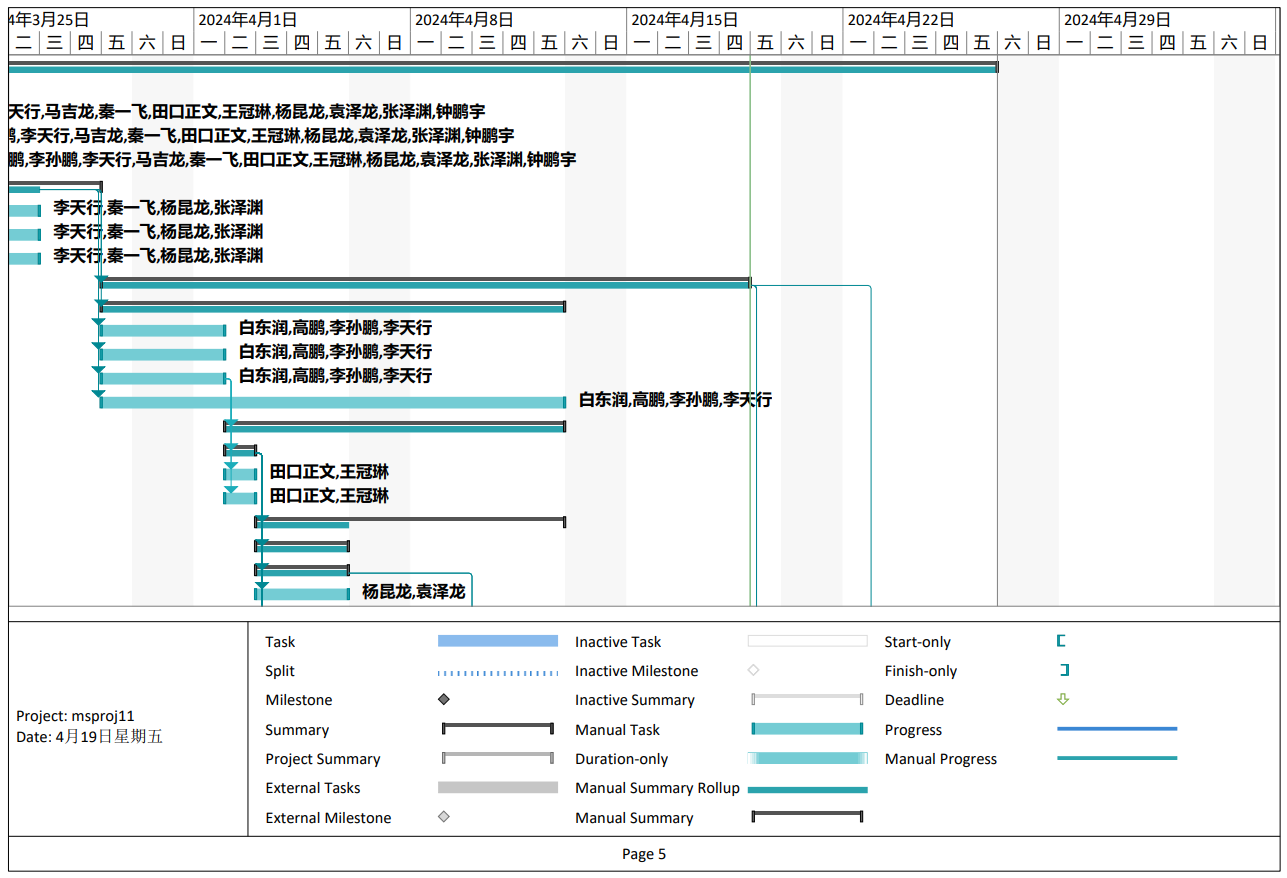 4年3月25日 2024年4月1日 2024年4月8日 2024年4月15日 2024年4月22日 2024年4月29日
二 三 四 五 六 日 一 二 三 四 五 六 日 一 二 三 四 五 六 日 一 二 三 四 五 六 日 一 二 三 四 五 六 日 一 二 三 四 五 六 日
天行,马吉龙,秦一飞,田口正文,王冠琳,杨昆龙,袁泽龙,张泽渊,钟鹏宇
鹏,李天行,马吉龙,秦一飞,田口正文,王冠琳,杨昆龙,袁泽龙,张泽渊,钟鹏宇
鹏,李孙鹏,李天行,马吉龙,秦一飞,田口正文,王冠琳,杨昆龙,袁泽龙,张泽渊,钟鹏宇
李天行,秦一飞,杨昆龙,张泽渊
李天行,秦一飞,杨昆龙,张泽渊
李天行,秦一飞,杨昆龙,张泽渊
白东润,高鹏,李孙鹏,李天行
白东润,高鹏,李孙鹏,李天行
白东润,高鹏,李孙鹏,李天行
白东润,高鹏,李孙鹏,李天行
田口正文,王冠琳
田口正文,王冠琳
杨昆龙,袁泽龙
Project: msproj11
Date: 4月19日星期五
Task
Split
Milestone
Summary
Project Summary
External Tasks
External Milestone
Inactive Task
Inactive Milestone
Inactive Summary
Manual Task
Duration-only
Manual Summary Rollup
Manual Summary
Start-only
Finish-only
Deadline
Progress
Manual Progress
Page 5